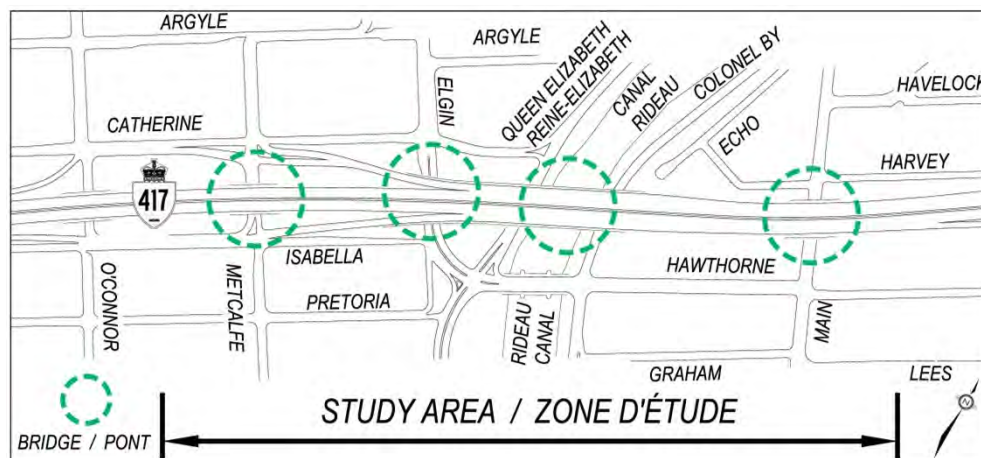 ARGYLE
ARGYLE
ELGIN
QUEEN ELIZABETH
REINE-ELIZABETH
CANAL
RIDEAU
COLONEL BY
ECHO
HAVELOCK
CATHERINE
HARVEY
417
ISABELLA
HAWTHORNE
O'CONNOR
METCALFE
PRETORIA
RIDEAU
CANAL
MAIN
GRAHAM
LEES
STUDY AREA / ZONE D'ÉTUDE
BRIDGE / PONT
N